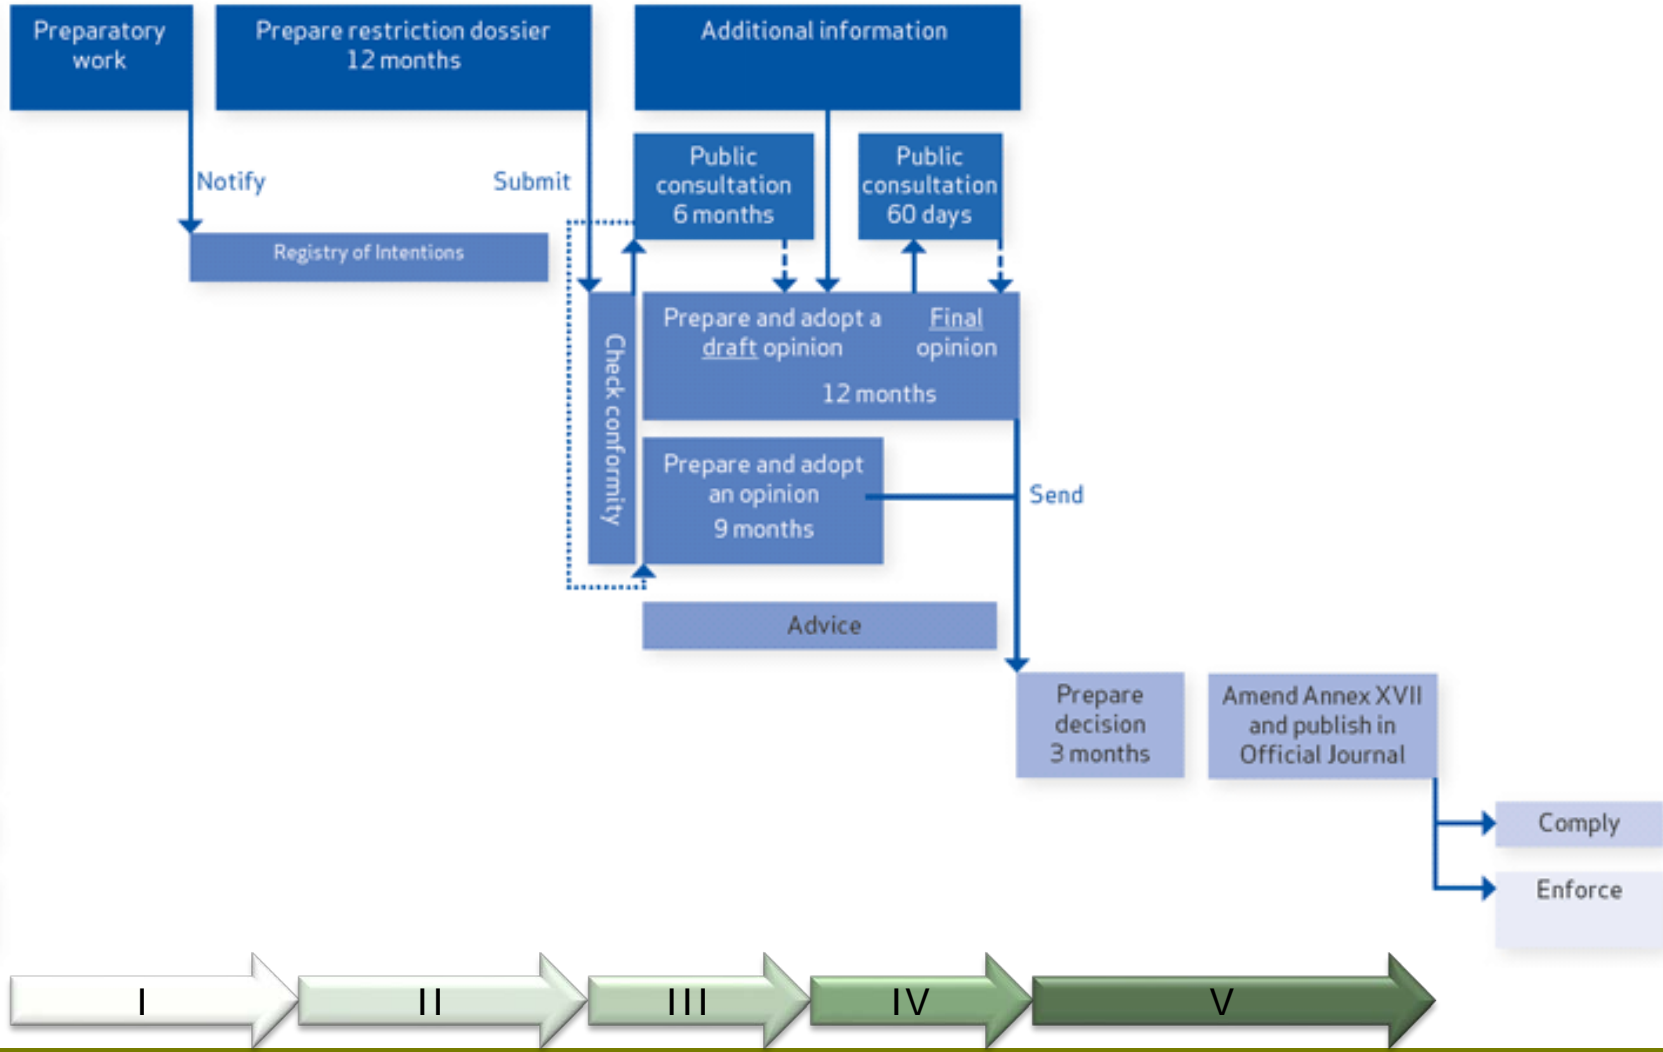 Preparatory
work
Prepare restriction dossier
12 months
Additional information
Notify
Submit
Public
consultation
6 months
Public
consultation
60 days
Registry of Intentions
Check conformity
Prepare and adopt a
draft opinion
Final
opinion
12 months
Prepare and adopt
an opinion
9 months
Send
Advice
Prepare
decision
3 months
Amend Annex XVII
and publish in
Official Journal
Comply
Enforce
I
II
III
IV
V